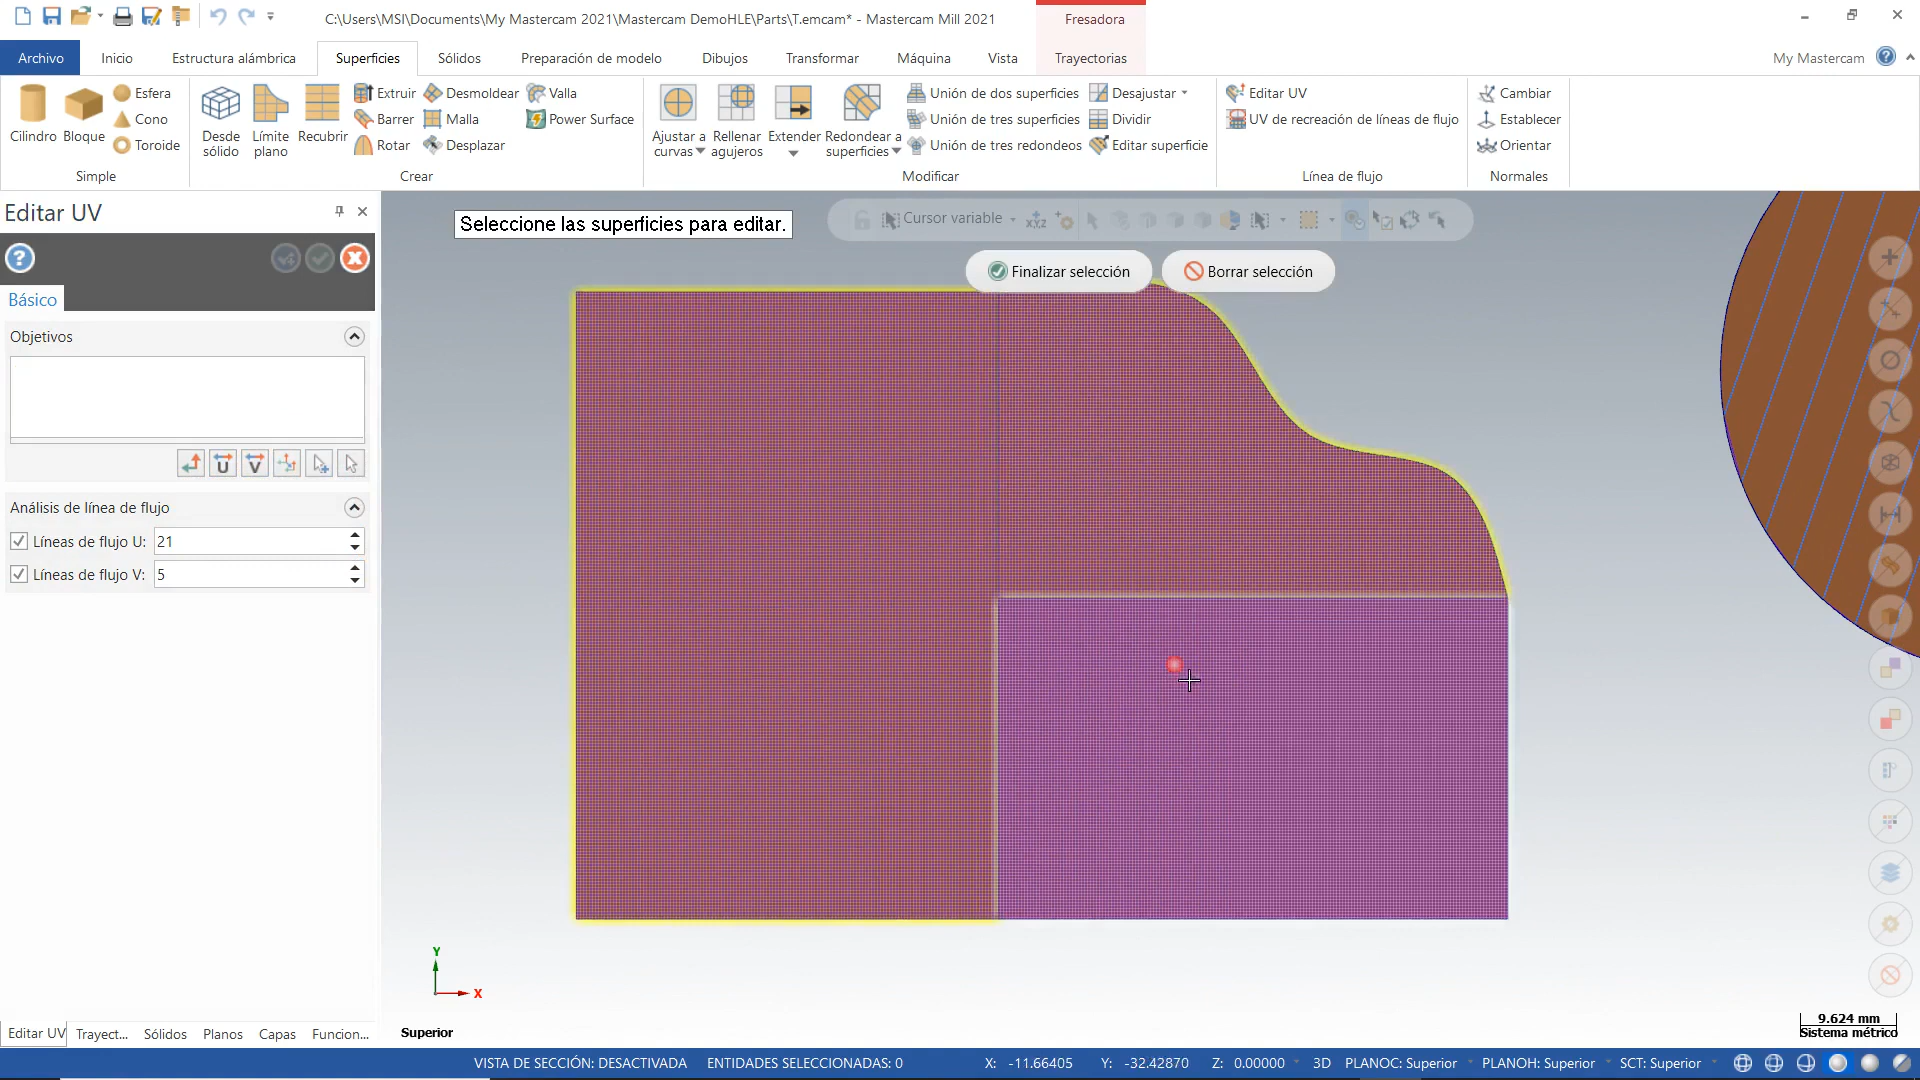 C:\Users\MSI\Documents\My Mastercam 2021\Mastercam DemoHLE\Parts\T.emcam* - Mastercam Mill 2021
Fresadora
Archivo
Inicio
Estructura alámbrica
Superficies
Sólidos
Preparación de modelo
Dibujos
Transformar
Máquina
Vista
Trayectorias
My Mastercam
Cilindro
Bloque
Esfera
Cono
Toroide
Simple
Desde sólido
Límite plano
Recubrir
Extruir
Barrer
Rotar
Desmoldear
Malla
Desplazar
Valla
Power Surface
Crear
Ajustar a curvas
Rellenar agujeros
Extender
Redondear a superficies
Unión de dos superficies
Unión de tres superficies
Unión de tres redondeos
Desajustar
Dividir
Editar superficie
Modificar
Editar UV
UV de recreación de líneas de flujo
Línea de flujo
Cambiar
Establecer
Orientar
Normales
Editar UV
Básico
Objetivos
U
V
Análisis de línea de flujo
Líneas de flujo U: 21
Líneas de flujo V: 5
Seleccione las superficies para editar.
Cursor variable
Finalizar selección
Borrar selección
Y
X
Superior
9.624 mm
Sistema métrico
Editar UV
Trayect...
Sólidos
Planos
Capas
Funcion...
VISTA DE SECCIÓN: DESACTIVADA
ENTIDADES SELECCIONADAS: 0
X: -11.66405
Y: -32.42870
Z: 0.00000
3D
PLANOC: Superior
PLANOH: Superior
SCT: Superior